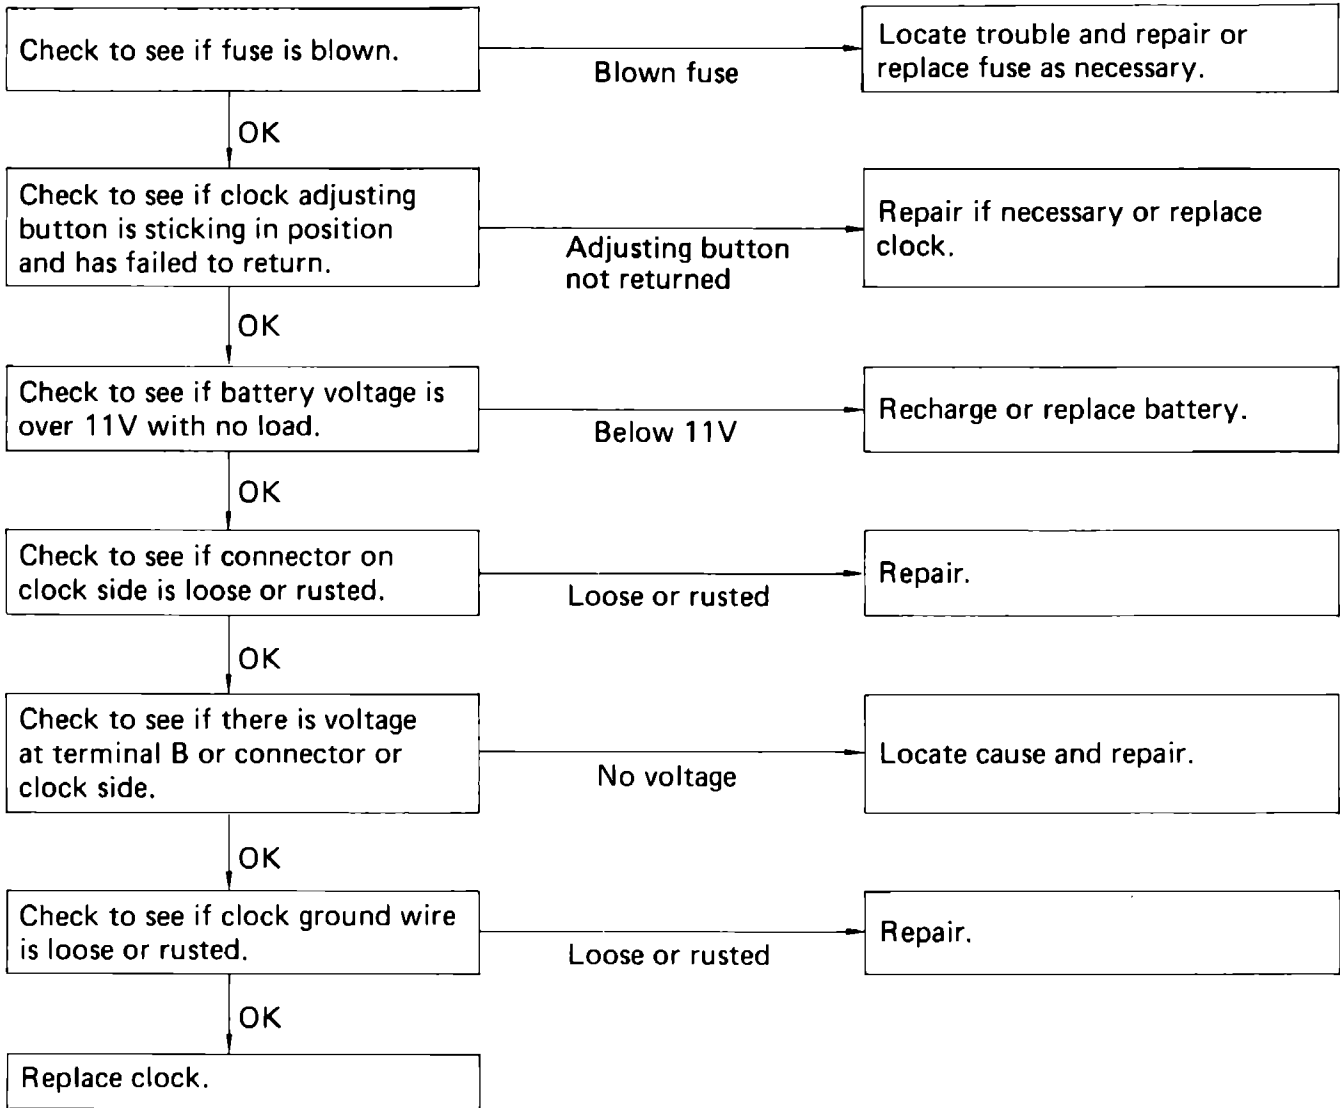 Check to see if fuse is blown.
Blown fuse
Locate trouble and repair or
replace fuse as necessary.
OK
Check to see if clock adjusting
button is sticking in position
and has failed to return.
Adjusting button
not returned
Repair if necessary or replace
clock.
OK
Check to see if battery voltage is
over 11V with no load.
Below 11V
Recharge or replace battery.
OK
Check to see if connector on
clock side is loose or rusted.
Loose or rusted
Repair.
OK
Check to see if there is voltage
at terminal B or connector or
clock side.
No voltage
Locate cause and repair.
OK
Check to see if clock ground wire
is loose or rusted.
Loose or rusted
Repair.
OK
Replace clock.